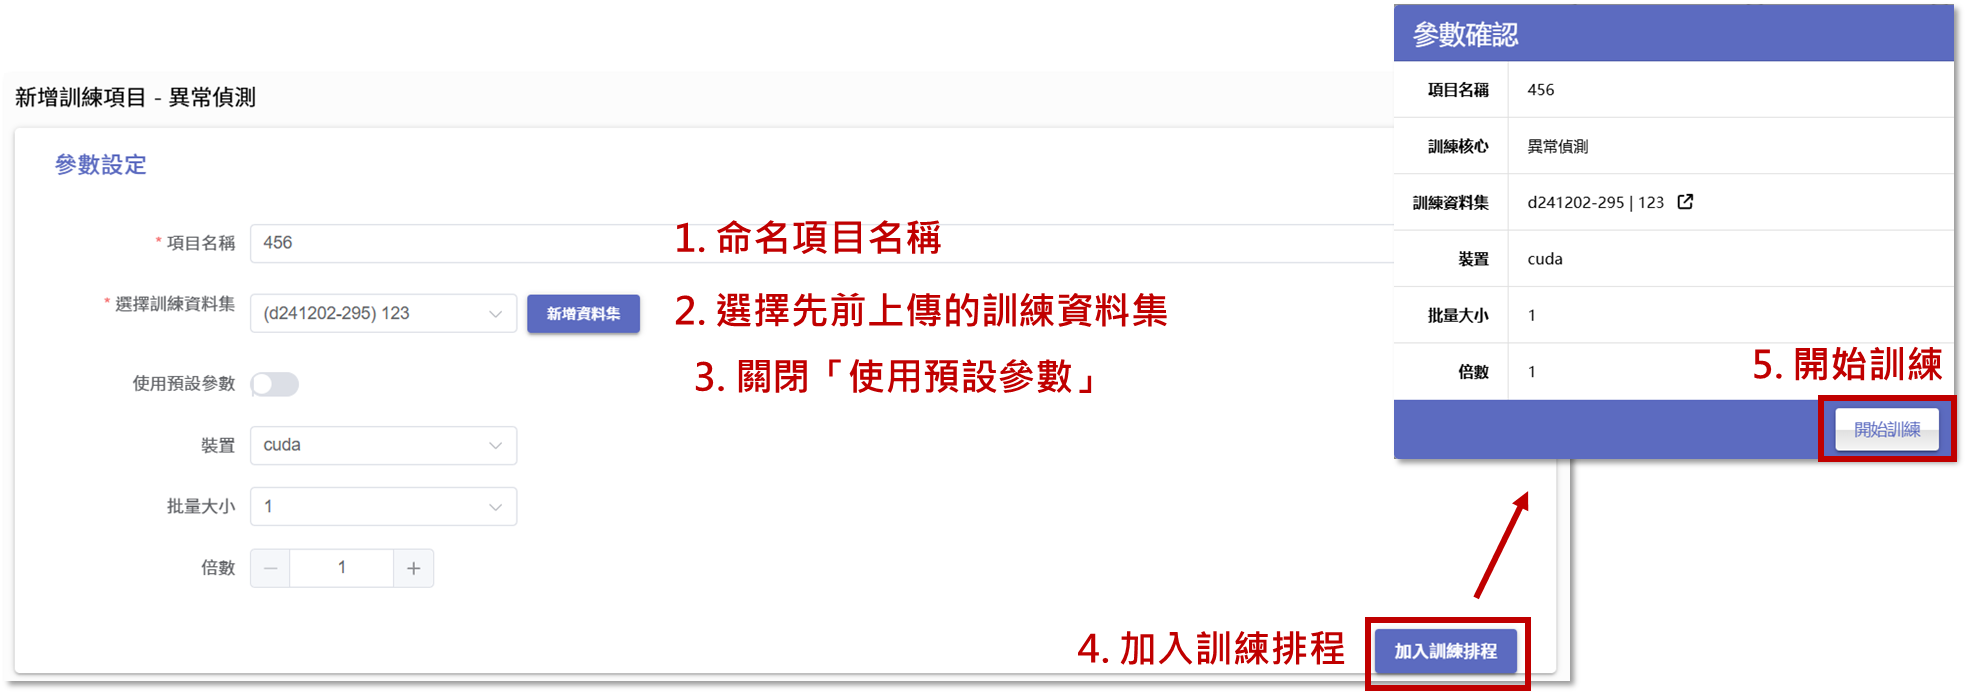 新增訓練項目 - 異常偵測
參數設定
* 項目名稱 456
1. 命名項目名稱
* 選擇訓練資料集 (d241202-295) 123 新增資料集
2. 選擇先前上傳的訓練資料集
使用預設參數
3. 關閉「使用預設參數」
裝置 cuda
批量大小 1
倍數 1
4. 加入訓練排程
加入訓練排程
參數確認
項目名稱 456
訓練核心 異常偵測
訓練資料集 d241202-295 | 123
裝置 cuda
批量大小 1
倍數 1
5. 開始訓練
開始訓練